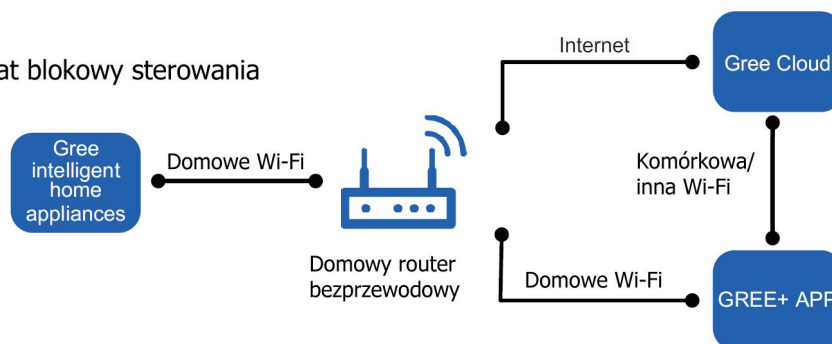 at blokowy sterowania
Internet
Gree Cloud
Gree
intelligent
home
appliances
Domowe Wi-Fi
Komórkowa/
inna Wi-Fi
Domowy router
bezprzewodowy
Domowe Wi-Fi
GREE+ APP